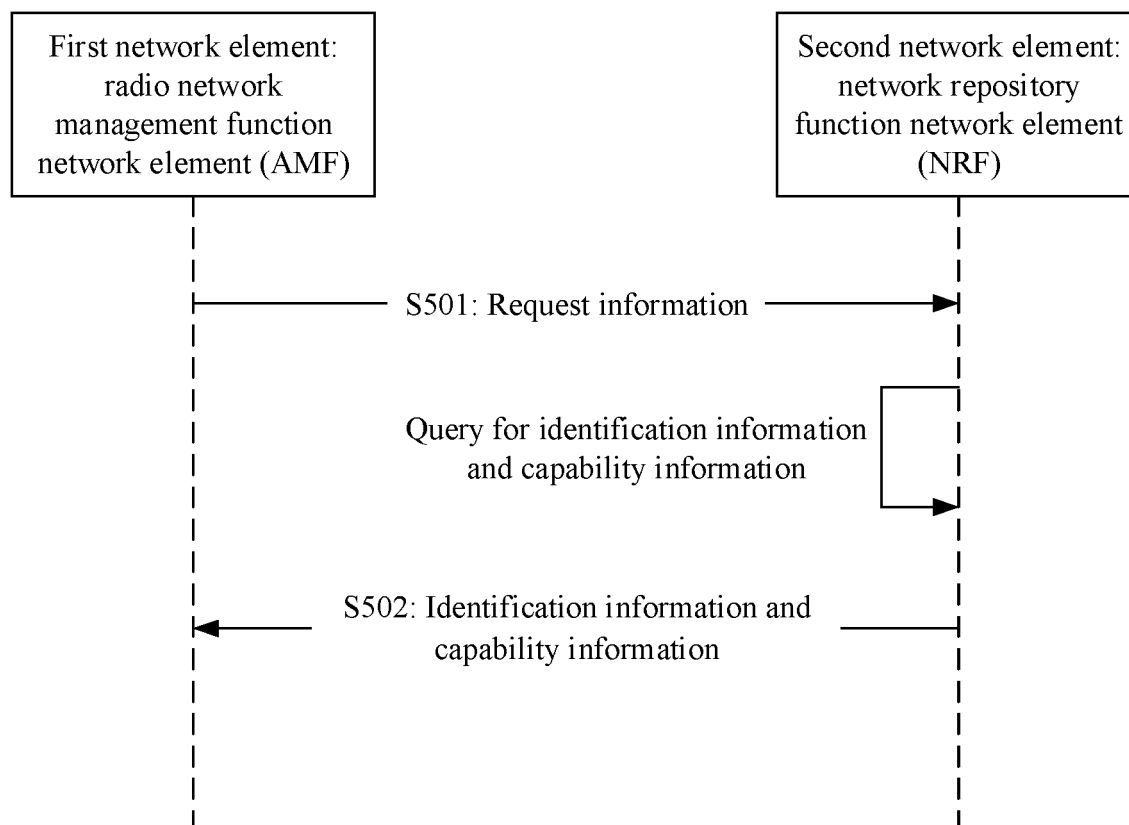 First network element:
radio network
management function
network element (AMF)
Second network element:
network repository
function network element
(NRF)
S501: Request information
Query for identification information
and capability information
S502: Identification information and
capability information